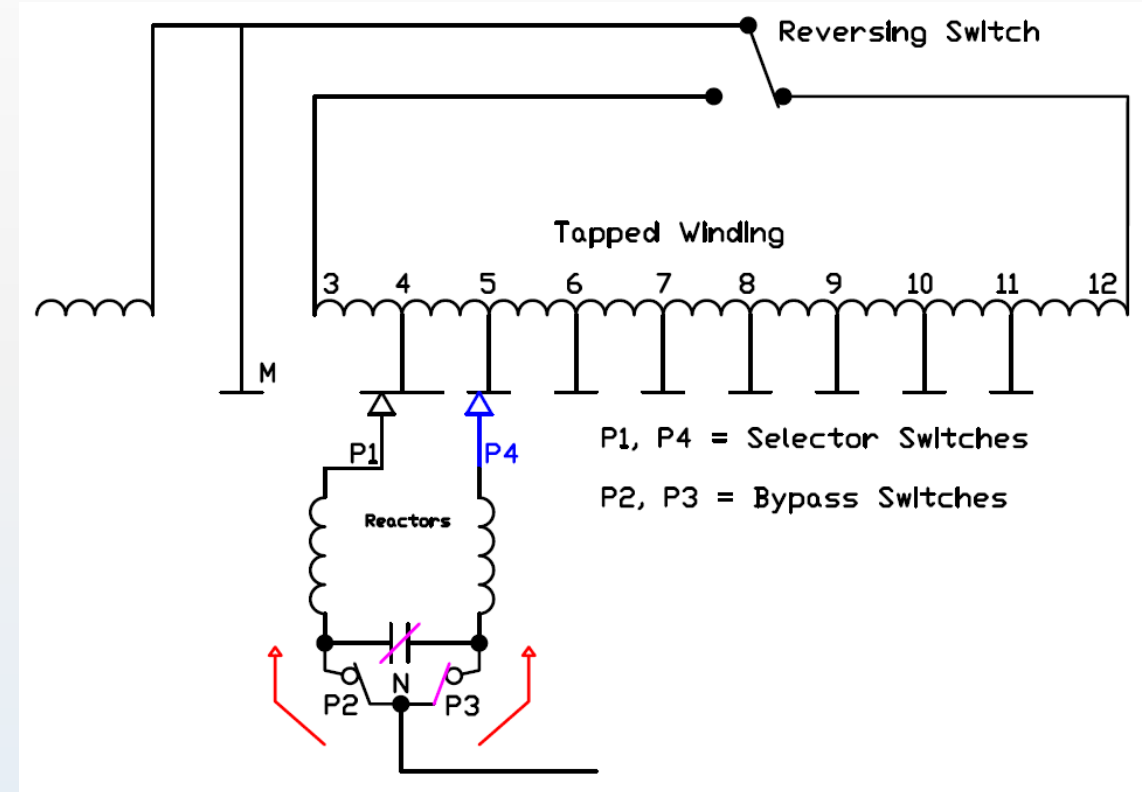 Reversing Switch
Tapped Winding
3 4 5 6 7 8 9 10 11 12
M
P1, P4 = Selector Switches
P1 P4
P2, P3 = Bypass Switches
Reactors
N
P2 P3